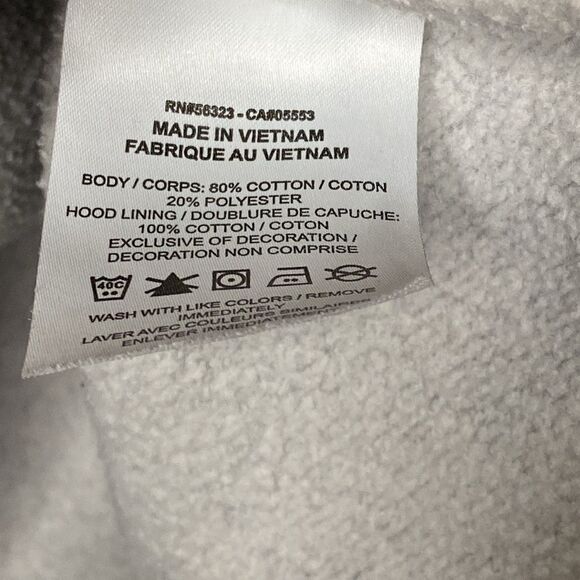 RN#56323 - CA#05553
MADE IN VIETNAM
FABRIQUE AU VIETNAM
BODY / CORPS: 80% COTTON / COTON
20% POLYESTER
HOOD LINING / DOUBLURE DE CAPUCHE:
100% COTTON / COTON
EXCLUSIVE OF DECORATION /
DECORATION NON COMPRISE
40C
WASH WITH LIKE COLORS / REMOVE
IMMEDIATELY
LAVER AVEC COULEURS SIMILAIRES
ENLEVER IMMEDIATEMENT